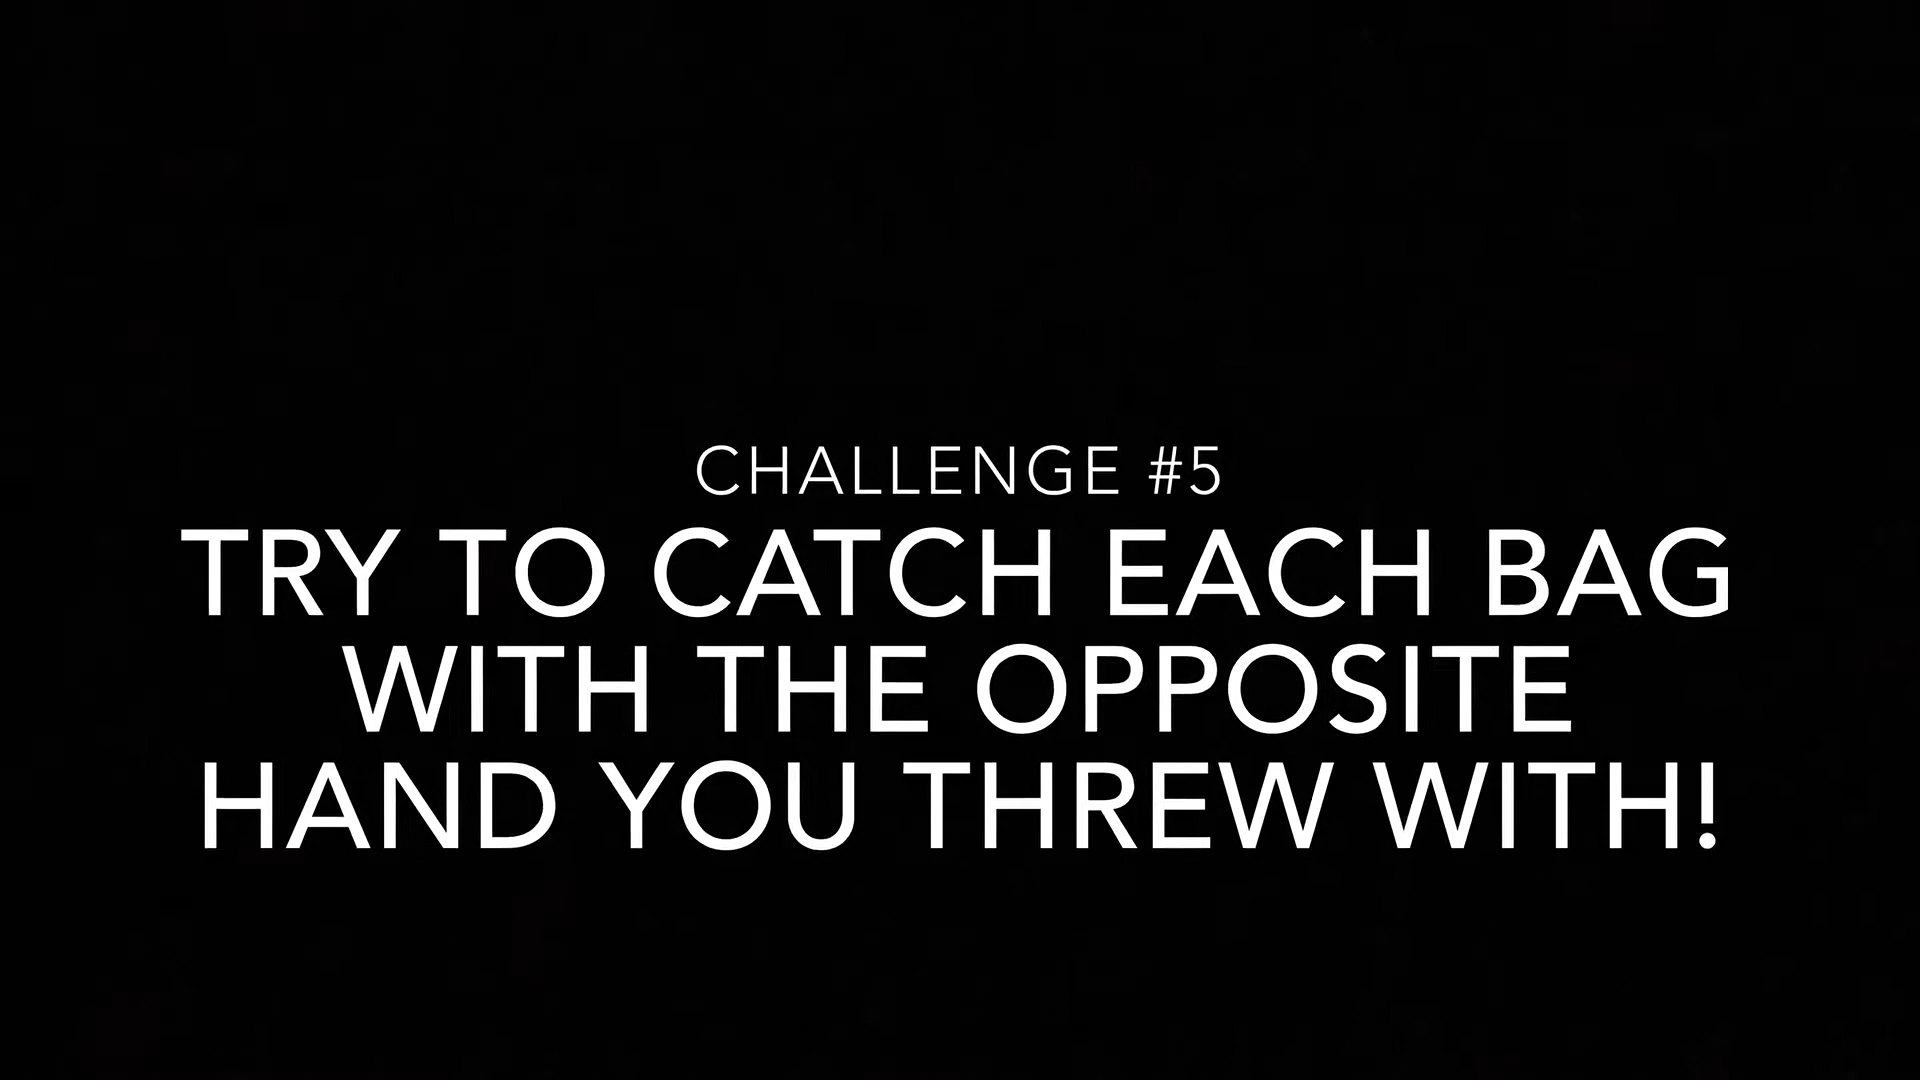 CHALLENGE #5
TRY TO CATCH EACH BAG
WITH THE OPPOSITE
HAND YOU THREW WITH!